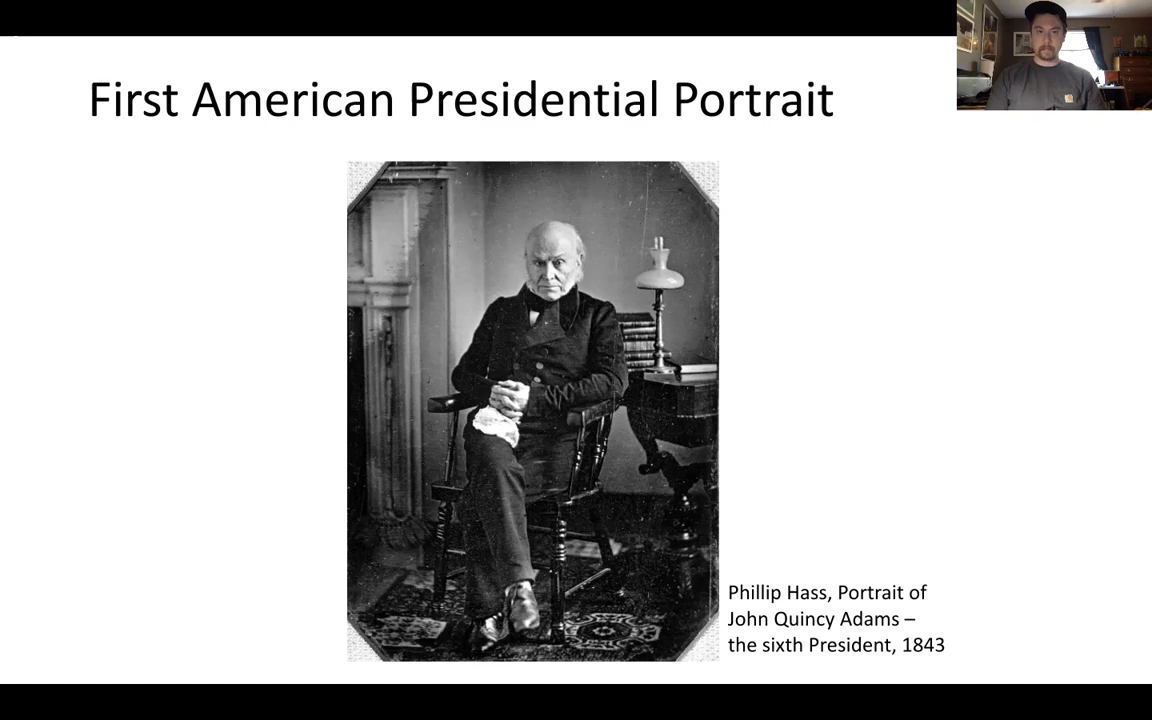 First American Presidential Portrait
Phillip Hass, Portrait of
John Quincy Adams –
the sixth President, 1843